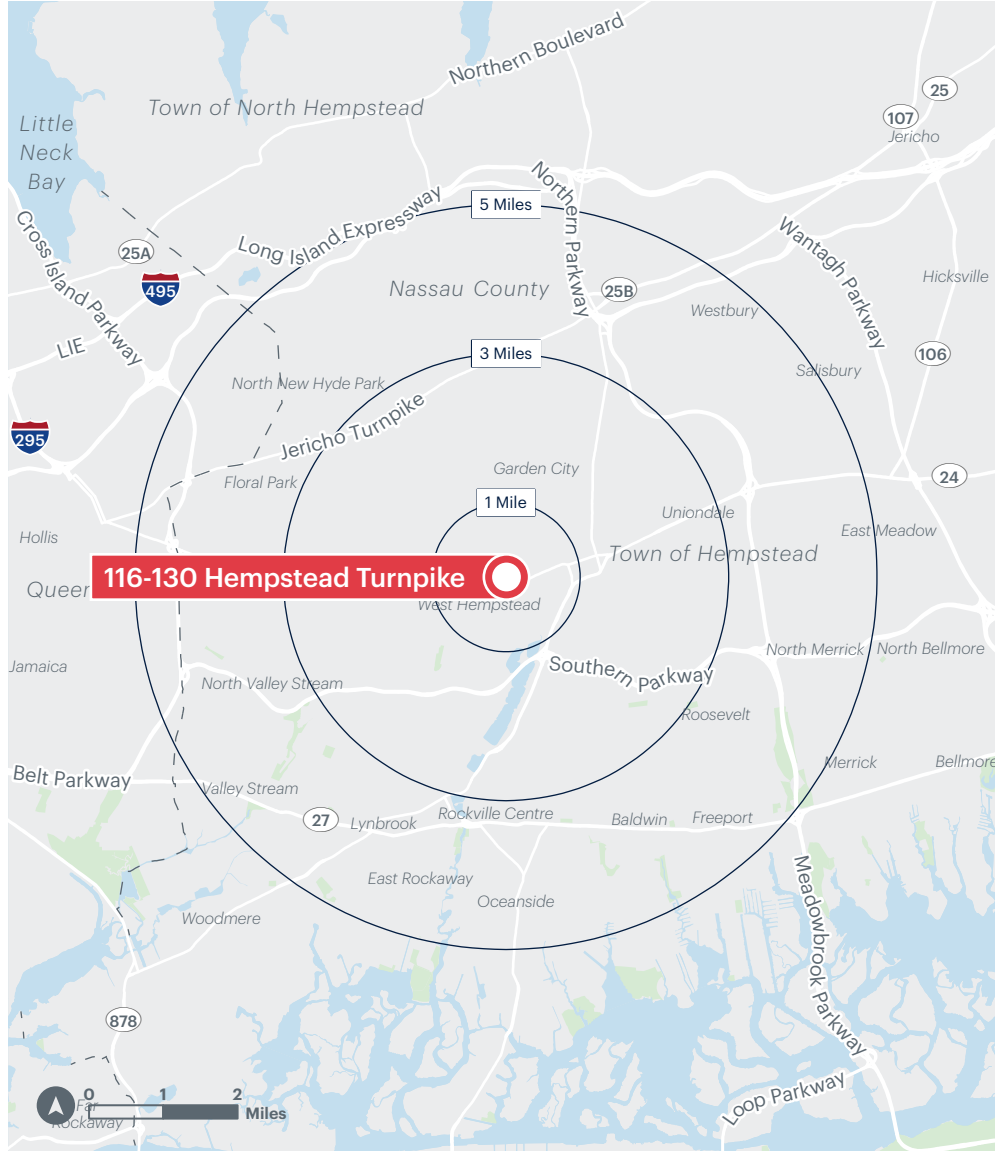 Northern Boulevard
25
Town of North Hempstead
107
Little
Neck
Bay
Jericho
Northern Parkway
5 Miles
Long Island Expressway
Cross Island Parkway
25A
Wantagh Parkway
495
Nassau County
25B
Hicksville
Westbury
LIE
3 Miles
106
Salisbury
North New Hyde Park
Jericho Turnpike
295
Garden City
24
Floral Park
1 Mile
Uniondale
East Meadow
Hollis
Town of Hempstead
116-130 Hempstead Turnpike
Queen
West Hempstead
North Merrick
North Bellmore
Jamaica
Southern Parkway
North Valley Stream
Roosevelt
Merrick
Bellmore
Belt Parkway
Valley Stream
27
Lynbrook
Rockville Centre
Baldwin
Freeport
East Rockaway
Oceanside
Woodmere
Meadowbrook Parkway
878
Loop Parkway
0 1 2
Miles
Far
Rockaway